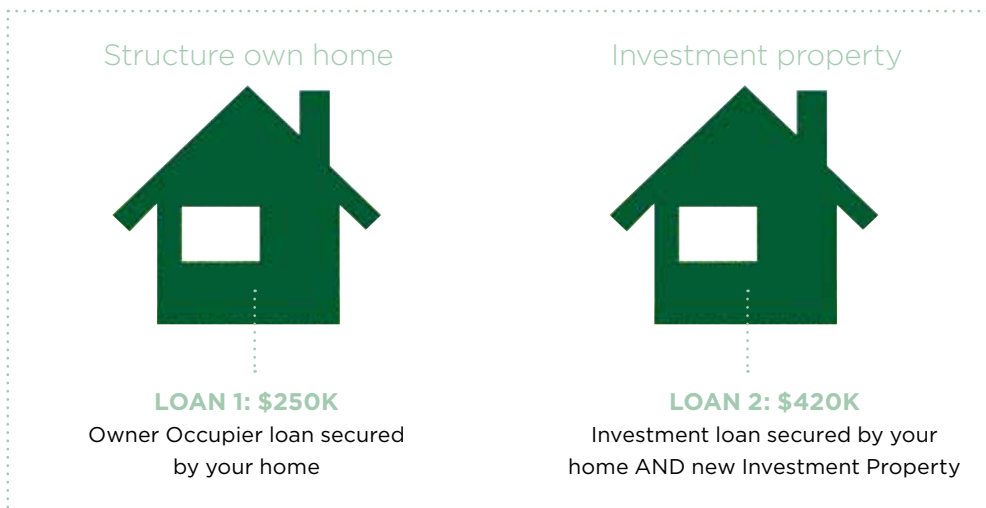 Structure own home
Investment property
LOAN 1: $250K
Owner Occupier loan secured
by your home
LOAN 2: $420K
Investment loan secured by your
home AND new Investment Property